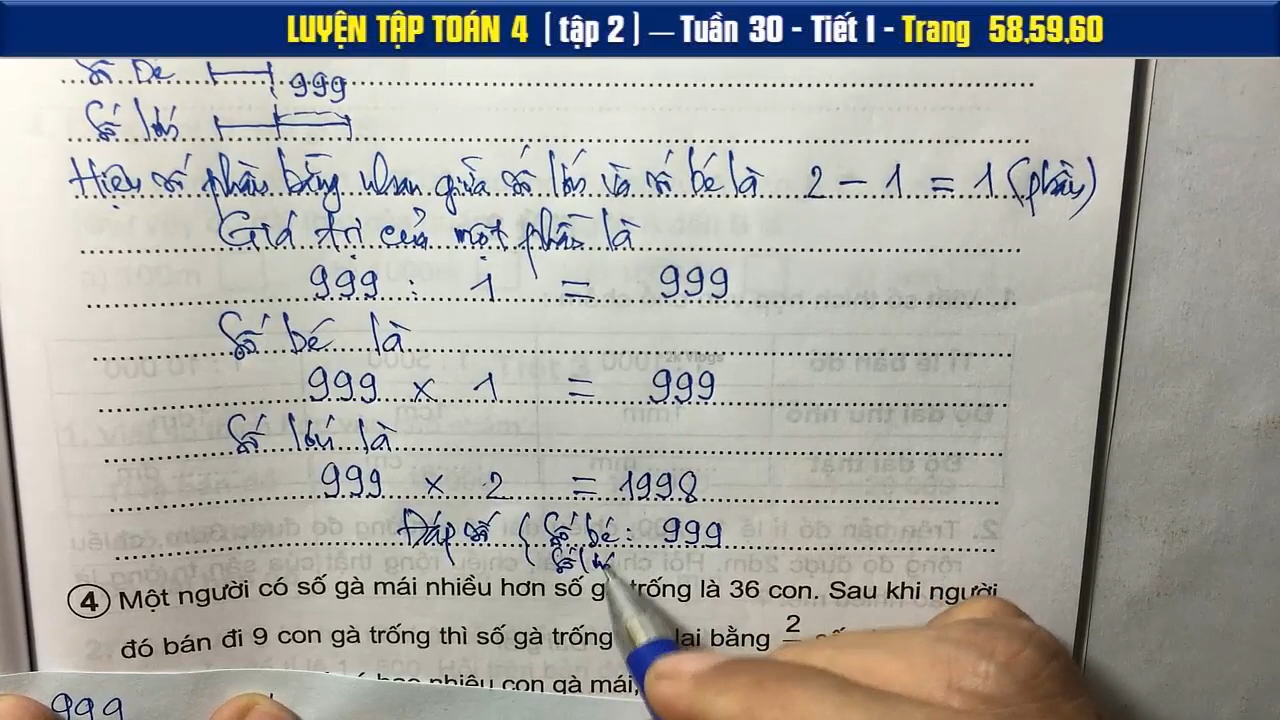 LUYỆN TẬP TOÁN 4 ( tập 2 ) — Tuần 30 - Tiết 1 - Trang 58,59,60
Số bé
999
Số lớn
Hiệu số phần bằng nhau giữa số lớn và số bé là 2 - 1 = 1 (phần)
Giá trị của một phần là
999 : 1 = 999
Số bé là
999 x 1 = 999
Số lớn là
999 x 2 = 1998
Đáp số { Số bé : 999
Số lớ
4 Một người có số gà mái nhiều hơn số gà trống là 36 con. Sau khi người
đó bán đi 9 con gà trống thì số gà trống lại bằng 2
bao nhiêu con gà mái,
999